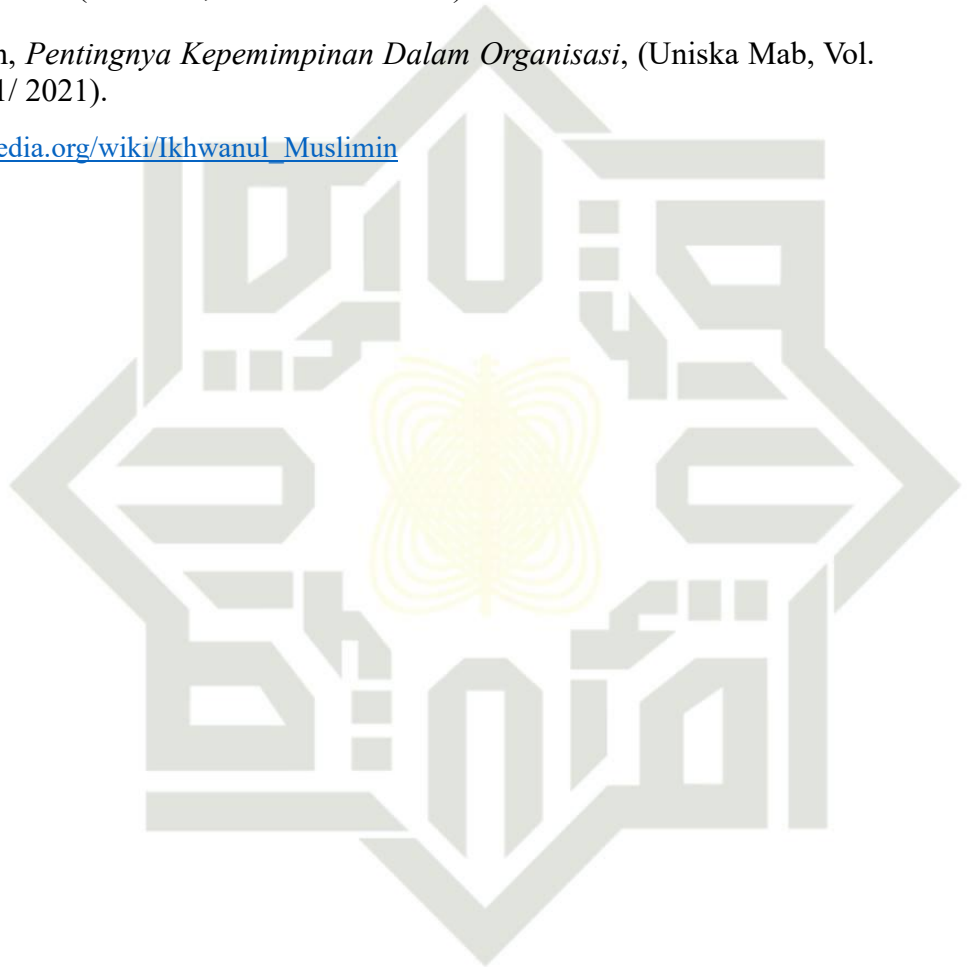 n, Pentingnya Kepemimpinan Dalam Organisasi, (Uniska Mab, Vol.
1/ 2021).
edia.org/wiki/Ikhwanul_Muslimin